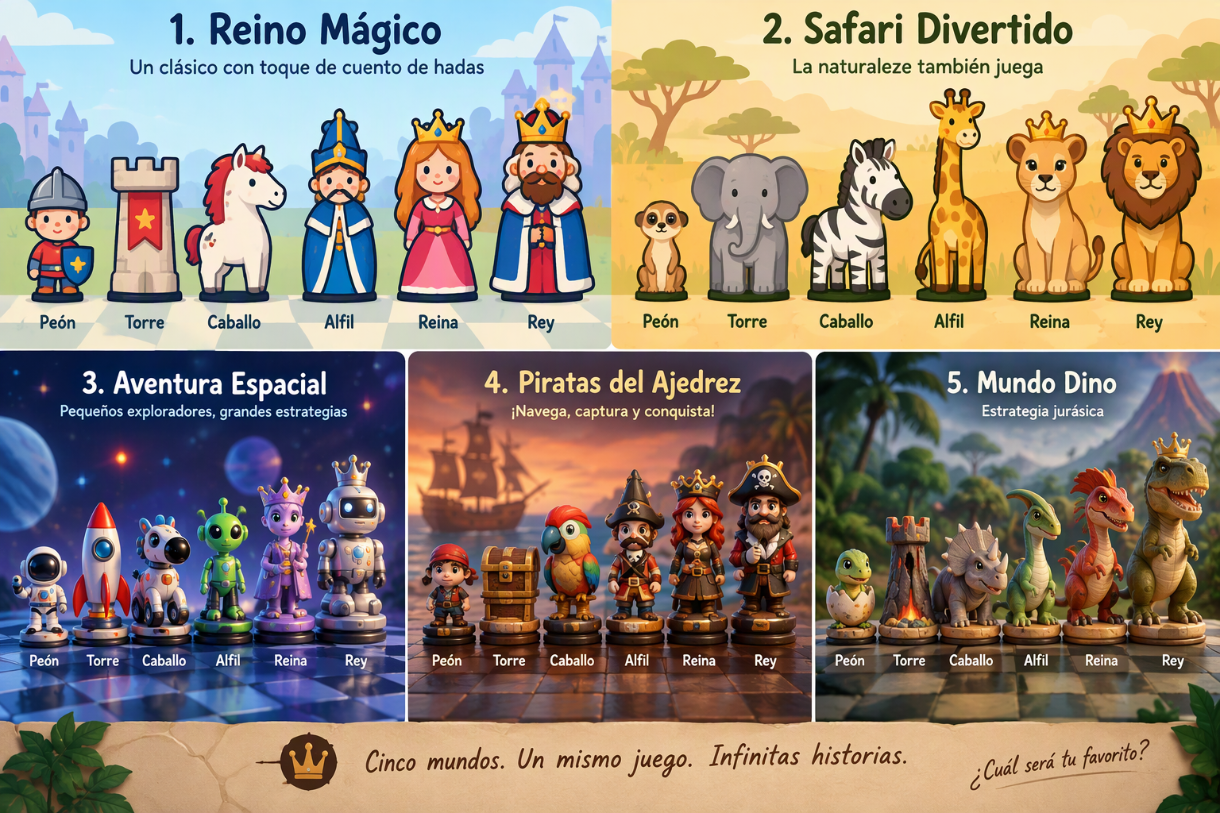 1. Reino Mágico
Un clásico con toque de cuento de hadas
Peón Torre Caballo Alfil Reina Rey
2. Safari Divertido
La naturaleze también juega
Peón Torre Caballo Alfil Reina Rey
3. Aventura Espacial
Pequeños exploradores, grandes estrategias
Peón Torre Caballo Alfil Reina Rey
4. Piratas del Ajedrez
¡Navega, captura y conquista!
Peón Torre Caballo Alfil Reina Rey
5. Mundo Dino
Estrategia jurásica
Peón Torre Caballo Alfil Reina Rey
Cinco mundos. Un mismo juego. Infinitas historias.
¿Cuál será tu favorito?